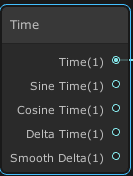 Time
Time(1)
Sine Time(1)
Cosine Time(1)
Delta Time(1)
Smooth Delta(1)